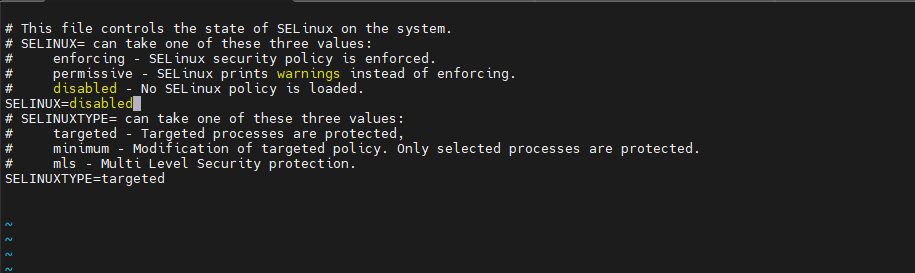 # This file controls the state of SELinux on the system.
# SELINUX= can take one of these three values:
#     enforcing - SELinux security policy is enforced.
#     permissive - SELinux prints warnings instead of enforcing.
#     disabled - No SELinux policy is loaded.
SELINUX=disabled
# SELINUXTYPE= can take one of these three values:
#     targeted - Targeted processes are protected,
#     minimum - Modification of targeted policy. Only selected processes are protected.
#     mls - Multi Level Security protection.
SELINUXTYPE=targeted
~
~
~
~